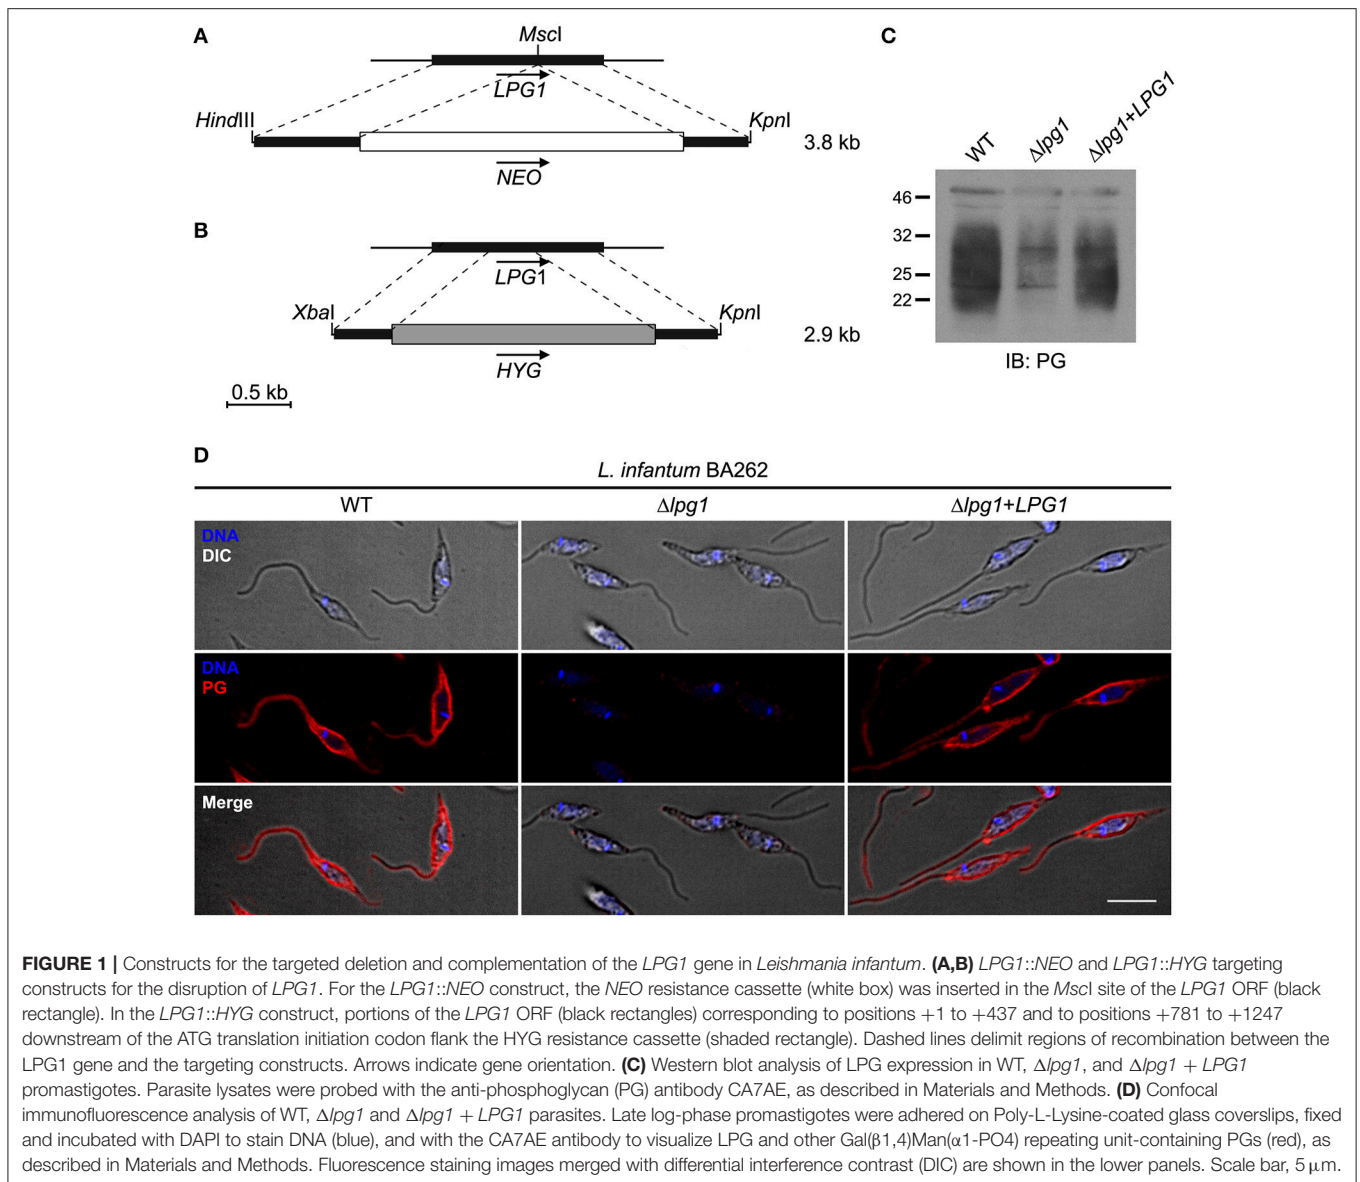 A
MscI
LPG1
HindIII
KpnI
3.8 kb
NEO
B
LPG1
XbaI
KpnI
2.9 kb
HYG
0.5 kb
C
WT
Δlpg1
Δlpg1+LPG1
46
32
25
22
IB: PG
D
L. infantum BA262
WT
Δlpg1
Δlpg1+LPG1
DNA
DIC
DNA
PG
Merge
FIGURE 1 | Constructs for the targeted deletion and complementation of the LPG1 gene in Leishmania infantum. (A,B) LPG1::NEO and LPG1::HYG targeting
constructs for the disruption of LPG1. For the LPG1::NEO construct, the NEO resistance cassette (white box) was inserted in the MscI site of the LPG1 ORF (black
rectangle). In the LPG1::HYG construct, portions of the LPG1 ORF (black rectangles) corresponding to positions +1 to +437 and to positions +781 to +1247
downstream of the ATG translation initiation codon flank the HYG resistance cassette (shaded rectangle). Dashed lines delimit regions of recombination between the
LPG1 gene and the targeting constructs. Arrows indicate gene orientation. (C) Western blot analysis of LPG expression in WT, Δlpg1, and Δlpg1 + LPG1
promastigotes. Parasite lysates were probed with the anti-phosphoglycan (PG) antibody CA7AE, as described in Materials and Methods. (D) Confocal
immunofluorescence analysis of WT, Δlpg1 and Δlpg1 + LPG1 parasites. Late log-phase promastigotes were adhered on Poly-L-Lysine-coated glass coverslips, fixed
and incubated with DAPI to stain DNA (blue), and with the CA7AE antibody to visualize LPG and other Gal(β1,4)Man(α1-PO4) repeating unit-containing PGs (red), as
described in Materials and Methods. Fluorescence staining images merged with differential interference contrast (DIC) are shown in the lower panels. Scale bar, 5 μm.